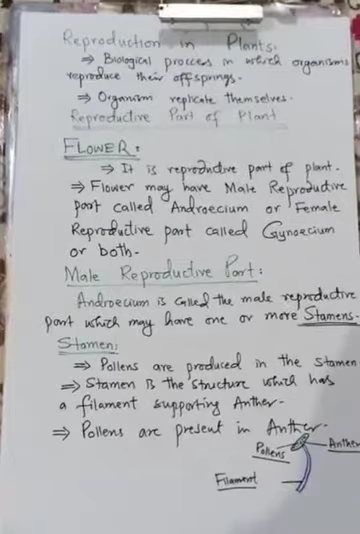 Reproduction in Plants:
⇒ Biological process in which organisms
reproduce their offsprings.
⇒ Organism replicate themselves.
Reproductive Part of Plant
FLOWER:
⇒ It is reproductive part of plant.
⇒ Flower may have Male Reproductive
part called Androecium or Female
Reproductive part called Gynoecium
or both.
Male Reproductive Part:
Androecium is called the male reproductive
part which may have one or more Stamens.
Stamen:
⇒ Pollens are produced in the stamen
⇒ Stamen is the structure which has
a filament supporting Anther.
⇒ Pollens are present in Anther.
Pollens
Anther
Filament